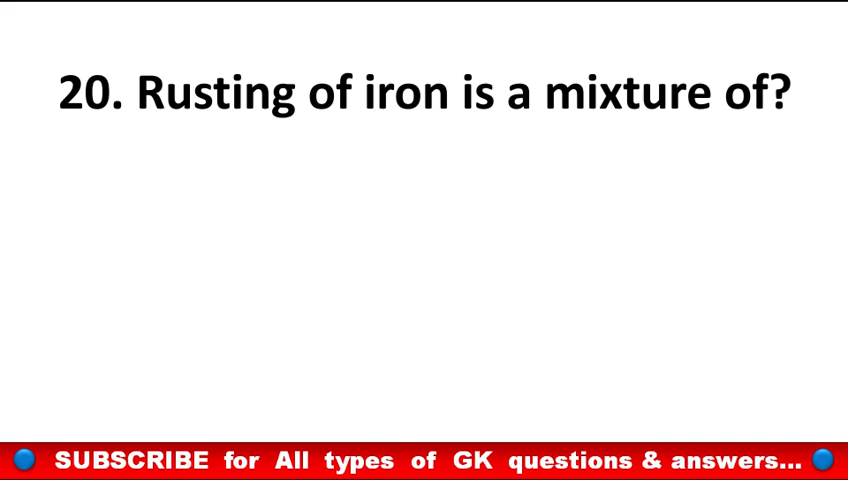 20. Rusting of iron is a mixture of?
SUBSCRIBE for All types of GK questions & answers...